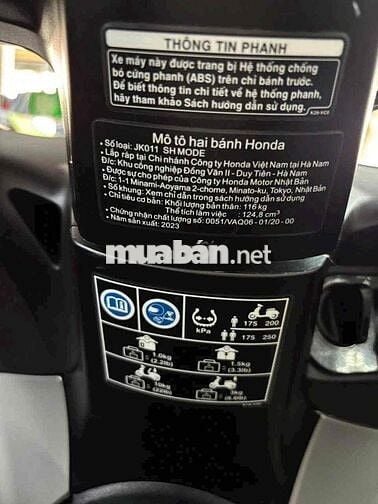 THÔNG TIN PHANH
Xe máy này được trang bị Hệ thống chống
bó cứng phanh (ABS) trên chỉ bánh trước.
Để biết thông tin chi tiết về hệ thống phanh,
hãy tham khảo Sách hướng dẫn sử dụng.
Mô tô hai bánh Honda
• Số loại: JK011 SH MODE
• Lắp ráp tại Chi nhánh Công ty Honda Việt Nam tại Hà Nam
Đ/c: Khu công nghiệp Đồng Văn II - Duy Tiên - Hà Nam
• Được sự cho phép của Công ty Honda Motor Nhật Bản
Đ/c: 1-1 Minami-Aoyama 2-chome, Minato-ku, Tokyo, Nhật Bản
• Số khung: Xem chỉ dẫn trong sách hướng dẫn sử dụng
• Chỉ tiêu cơ bản: Khối lượng bản thân: 116 kg
Thể tích làm việc : 124,8 cm³
• Chứng nhận chất lượng số: 0051/VAQ06 - 01/20 - 00
• Năm sản xuất: 2023
muabán.net
kPa
175 200
175 250
≤ 1.0kg
(2.2lb)
≤ 1.5kg
(3.3lb)
≤ 10kg
(22lb)
≤ 3kg
(6.6lb)